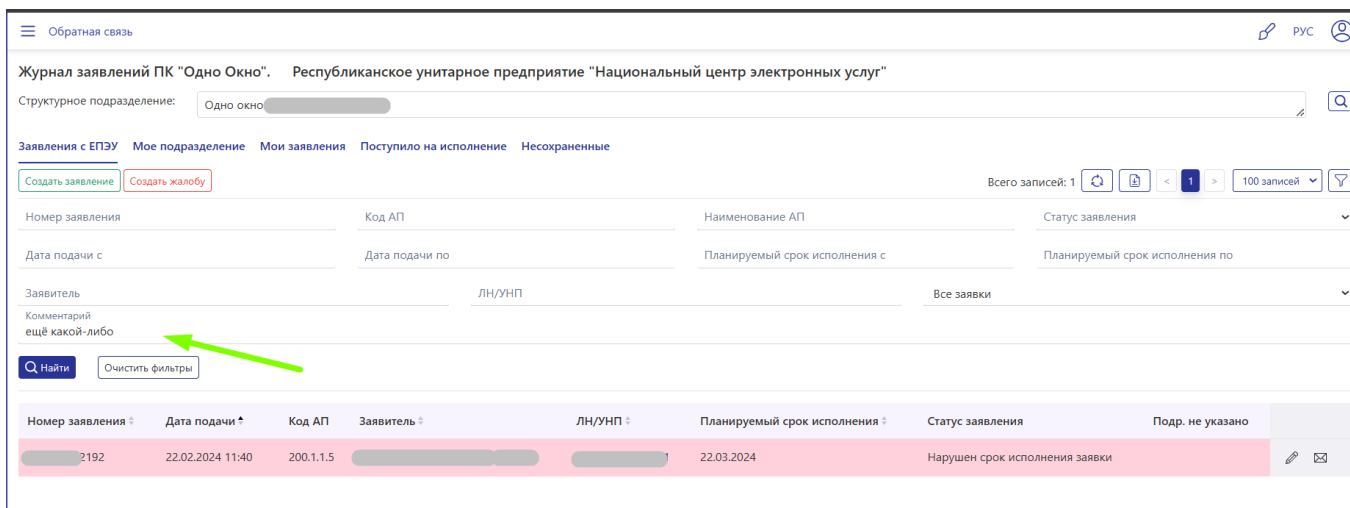 Обратная связь РУС
Журнал заявлений ПК "Одно Окно". Республиканское унитарное предприятие "Национальный центр электронных услуг"
Структурное подразделение: Одно окно
Заявления с ЕПЭУ Мое подразделение Мои заявления Поступило на исполнение Несохраненные
Создать заявление Создать жалобу Всего записей: 1 < 1 > 100 записей
Номер заявления Код АП Наименование АП Статус заявления
Дата подачи с Дата подачи по Планируемый срок исполнения с Планируемый срок исполнения по
Заявитель ЛН/УНП Все заявки
Комментарий
ещё какой-либо
Найти Очистить фильтры
Номер заявления Дата подачи Код АП Заявитель ЛН/УНП Планируемый срок исполнения Статус заявления Подр. не указано
2192 22.02.2024 11:40 200.1.1.5 22.03.2024 Нарушен срок исполнения заявки